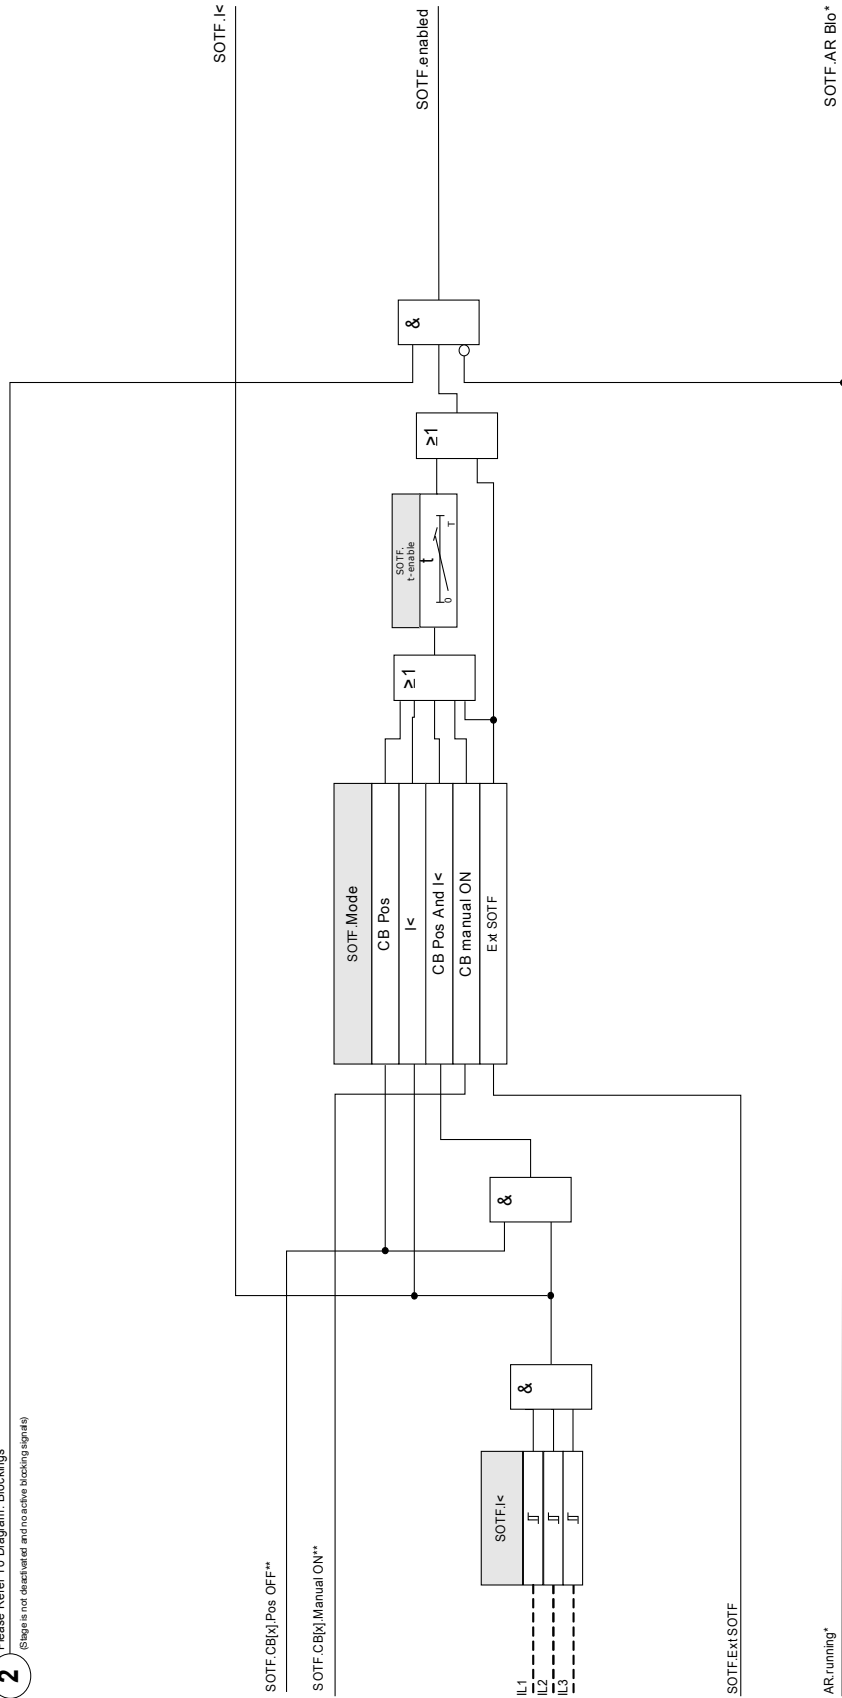 2
Please Refer To Diagram: Blockings
(Stage is not deactivated and no active blocking signals)
SOTF.I<
SOTF.enabled
SOTF.AR Blo*
&
≥1
SOTF.
t-enable
t
0
T
≥1
SOTF.Mode
CB Pos
I<
CB Pos And I<
CB manual ON
Ext SOTF
&
&
SOTF.I<
SOTF.CB[x].Pos OFF**
SOTF.CB[x].Manual ON**
IL1
IL2
IL3
SOTF.Ext SOTF
AR.running*